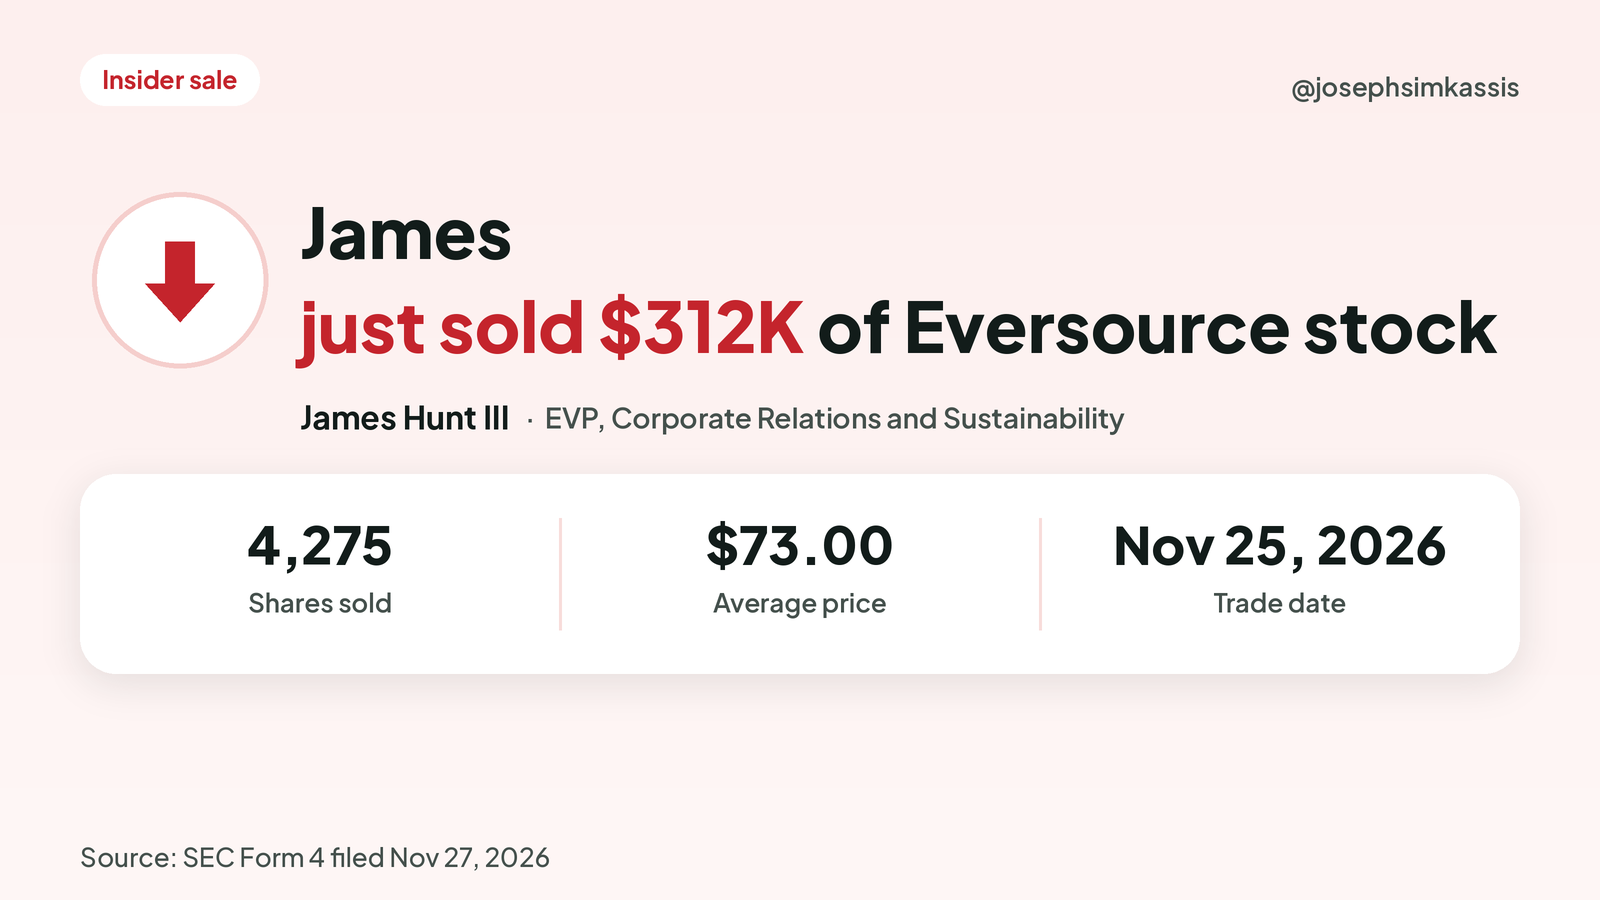 Insider sale
@josephsimkassis
James
just sold $312K of Eversource stock
James Hunt III · EVP, Corporate Relations and Sustainability
4,275
Shares sold
$73.00
Average price
Nov 25, 2026
Trade date
Source: SEC Form 4 filed Nov 27, 2026